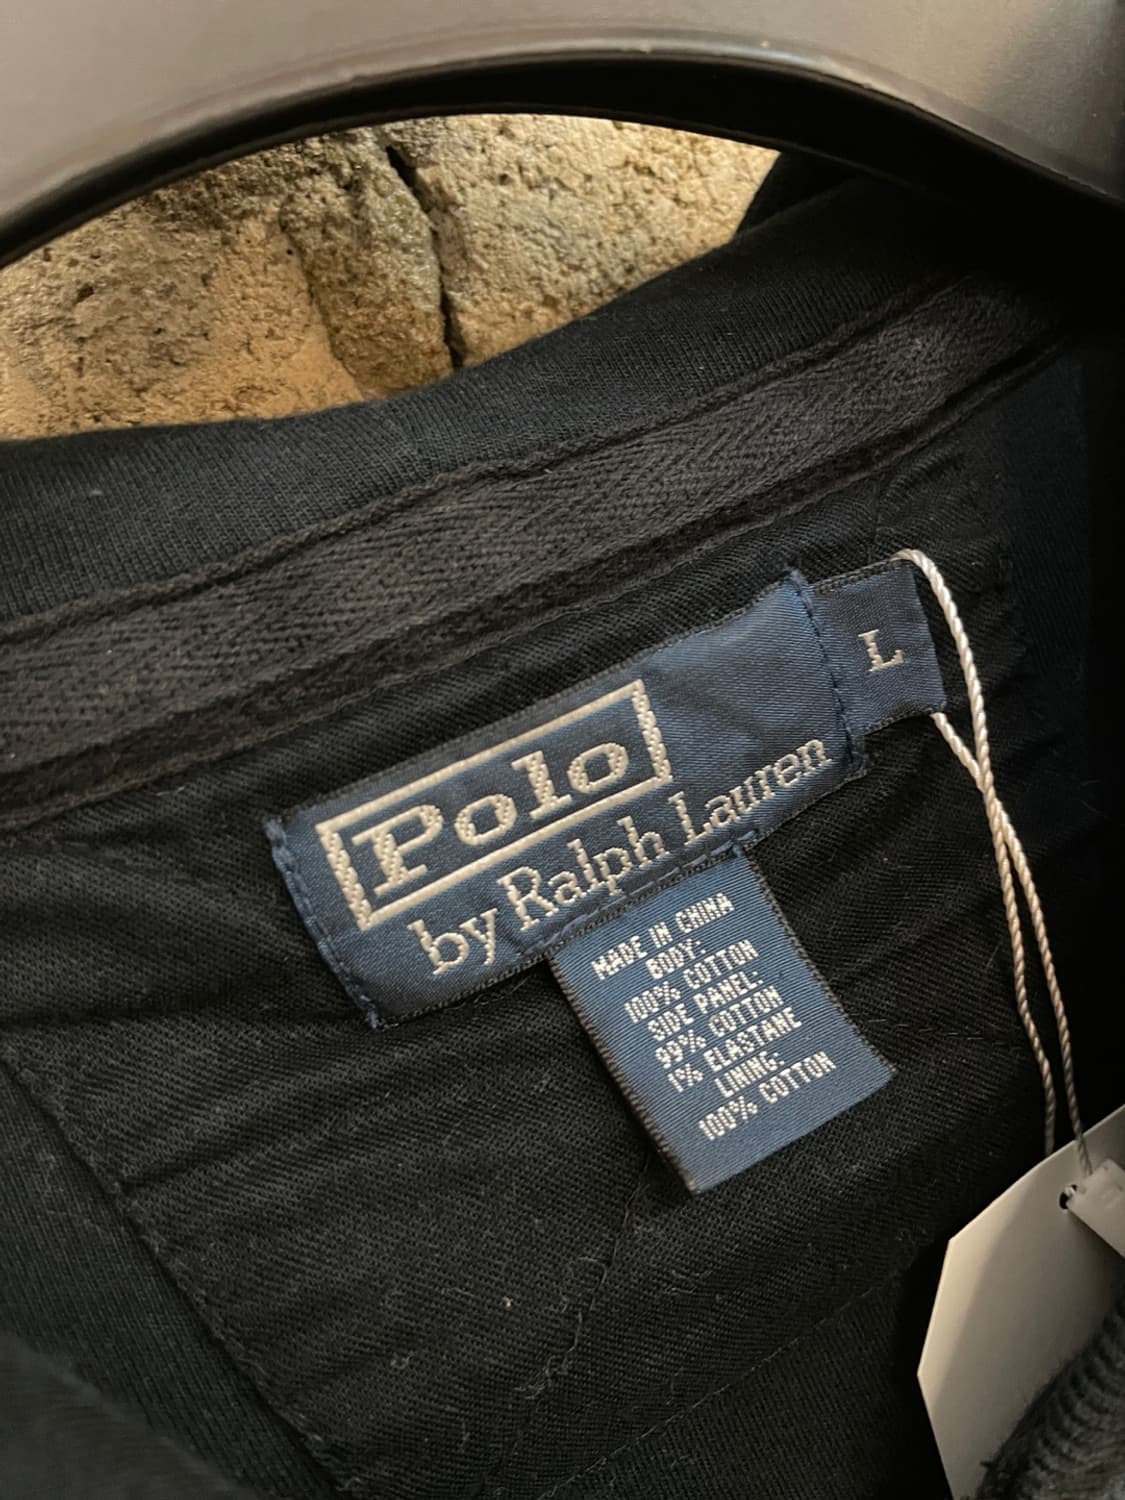 Polo
by Ralph Lauren
L
MADE IN CHINA
BODY:
100% COTTON
SIDE PANEL:
99% COTTON
1% ELASTANE
LINING:
100% COTTON